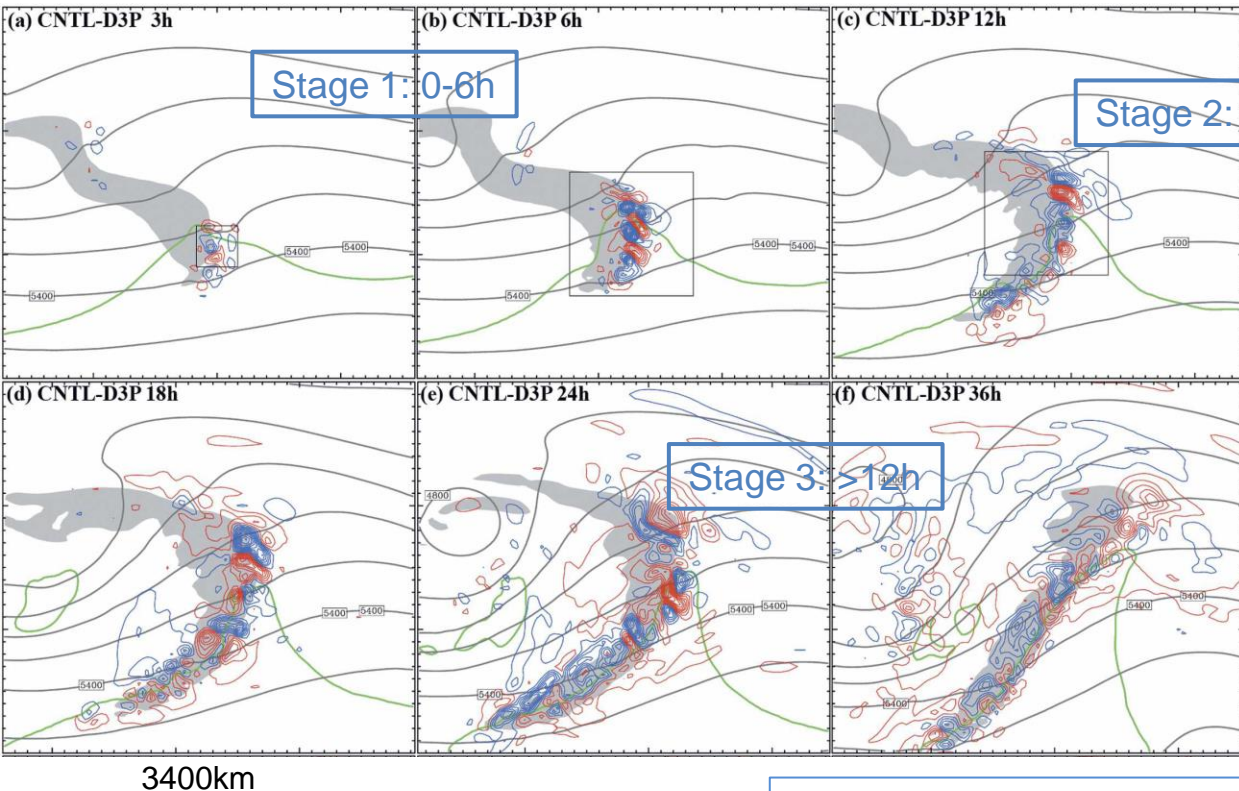 (a) CNTL-D3P 3h
(b) CNTL-D3P 6h
(c) CNTL-D3P 12h
Stage 1: 0-6h
Stage 2:
5400
5400
5400
5400
5400
5400
5400
(d) CNTL-D3P 18h
(e) CNTL-D3P 24h
(f) CNTL-D3P 36h
Stage 3: >12h
4800
5400
5400
5400
5400
5400
5400
5400
5400
5400
3400km